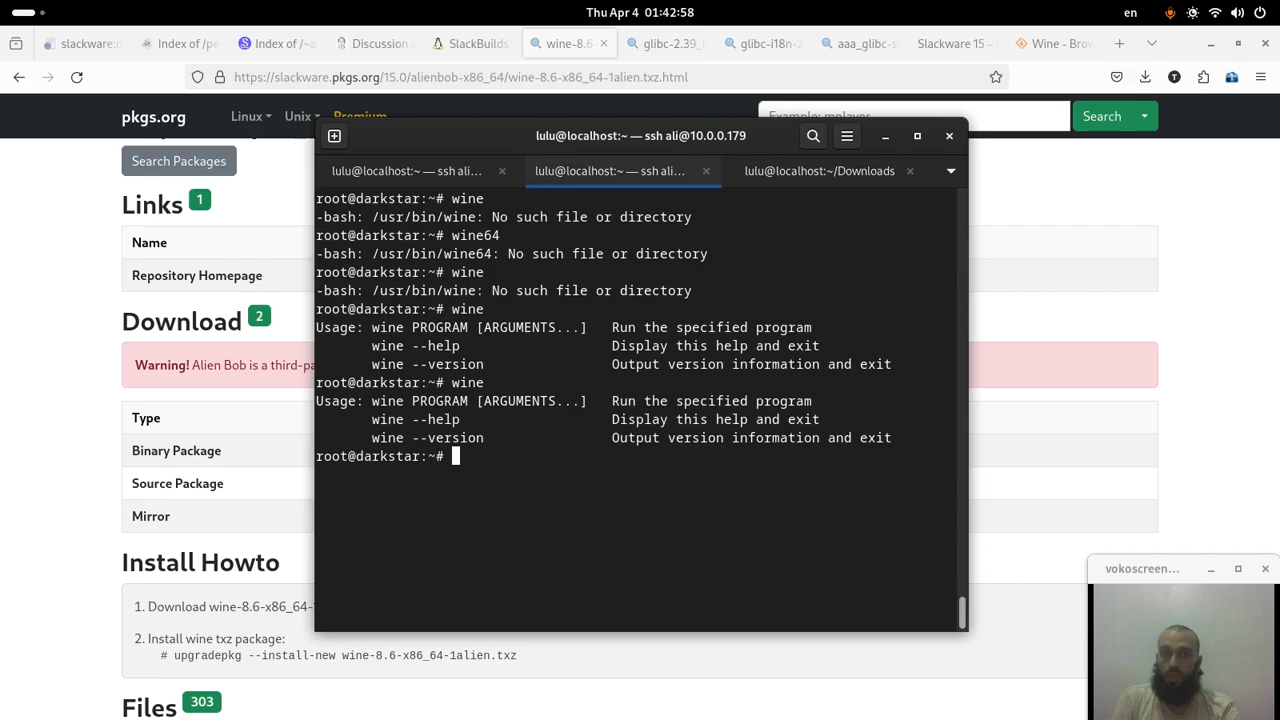 Thu Apr 4 01:42:58
en
slackware:r
Index of /pe
Index of /~a
Discussion
SlackBuilds
wine-8.6
glibc-2.39_
glibc-i18n-2
aaa_glibc-s
Slackware 15 –
Wine - Brow
https://slackware.pkgs.org/15.0/alienbob-x86_64/wine-8.6-x86_64-1alien.txz.html
pkgs.org
Linux
Unix
Premium
Example: mplayer
Search
Search Packages
lulu@localhost:~ — ssh ali@10.0.0.179
lulu@localhost:~ — ssh ali...
lulu@localhost:~ — ssh ali...
lulu@localhost:~/Downloads
root@darkstar:~# wine
-bash: /usr/bin/wine: No such file or directory
root@darkstar:~# wine64
-bash: /usr/bin/wine64: No such file or directory
root@darkstar:~# wine
-bash: /usr/bin/wine: No such file or directory
root@darkstar:~# wine
Usage: wine PROGRAM [ARGUMENTS...] Run the specified program
wine --help Display this help and exit
wine --version Output version information and exit
root@darkstar:~# wine
Usage: wine PROGRAM [ARGUMENTS...] Run the specified program
wine --help Display this help and exit
wine --version Output version information and exit
root@darkstar:~#
Links 1
Name
Repository Homepage
Download 2
Warning! Alien Bob is a third-pa
Type
Binary Package
Source Package
Mirror
Install Howto
1. Download wine-8.6-x86_64-
2. Install wine txz package:
# upgradepkg --install-new wine-8.6-x86_64-1alien.txz
Files 303
vokoscreen...